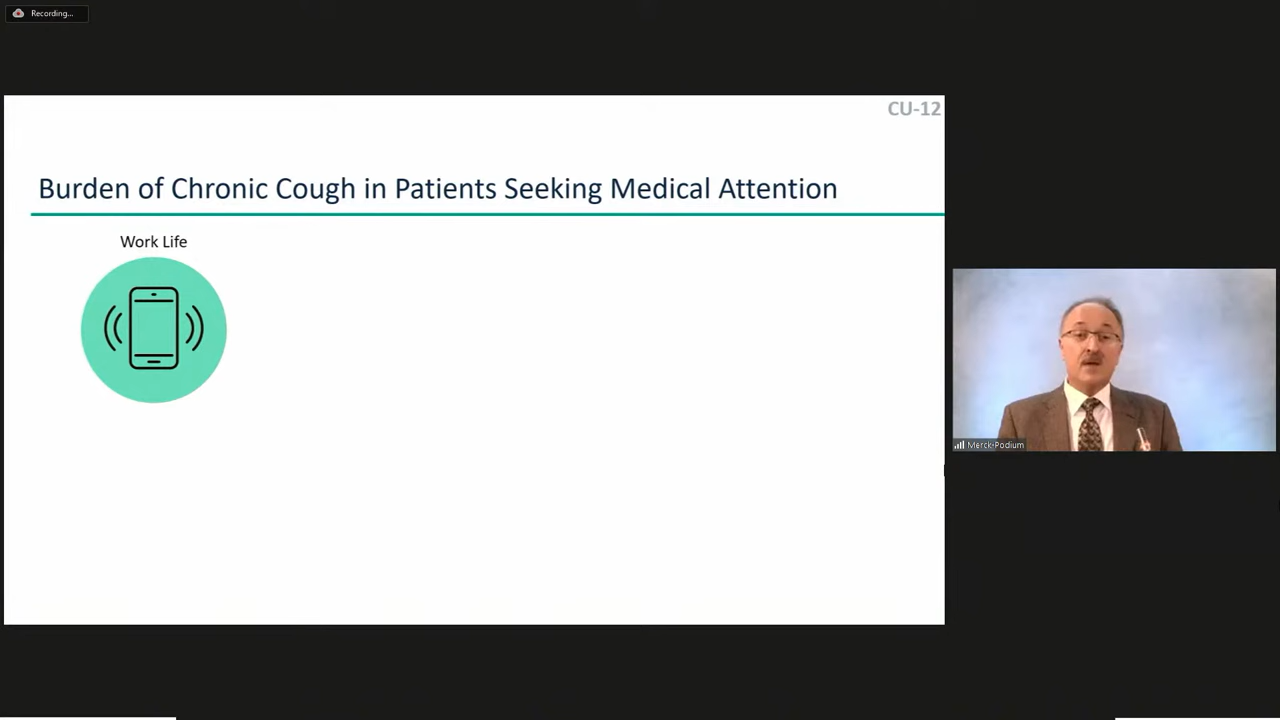 Recording...
CU-12
Burden of Chronic Cough in Patients Seeking Medical Attention
Work Life
Merck-Podium